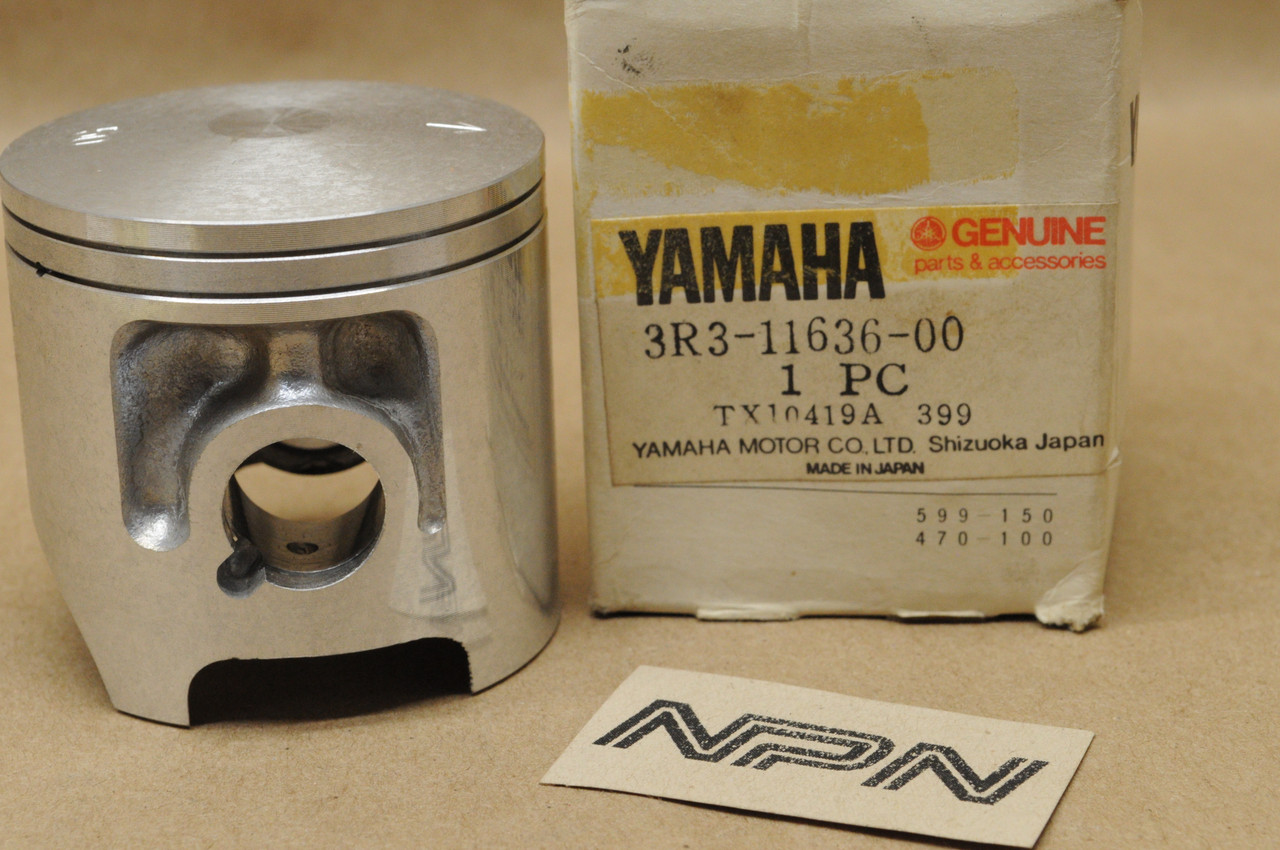 YAMAHA
GENUINE
parts & accessories
3R3-11636-00
1 PC
TX10419A 399
YAMAHA MOTOR CO., LTD. Shizuoka Japan
MADE IN JAPAN
599-150
470-100
NPN